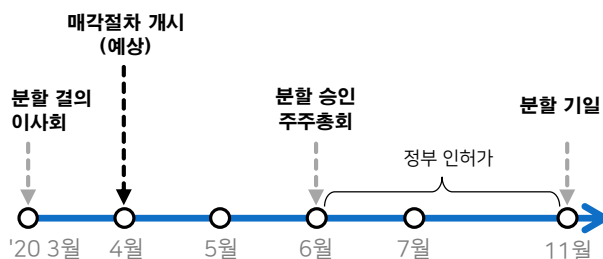 매각절차 개시
(예상)
분할 결의
이사회
분할 승인
주주총회
분할 기일
정부 인허가
'20 3월
4월
5월
6월
7월
11월